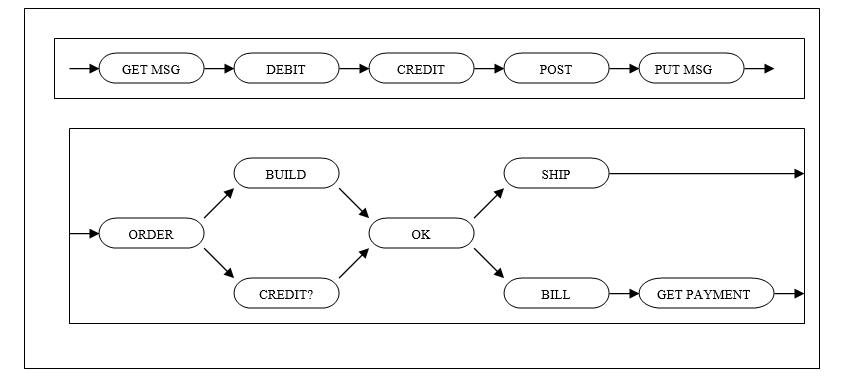 GET MSG
DEBIT
CREDIT
POST
PUT MSG
BUILD
SHIP
ORDER
OK
CREDIT?
BILL
GET PAYMENT